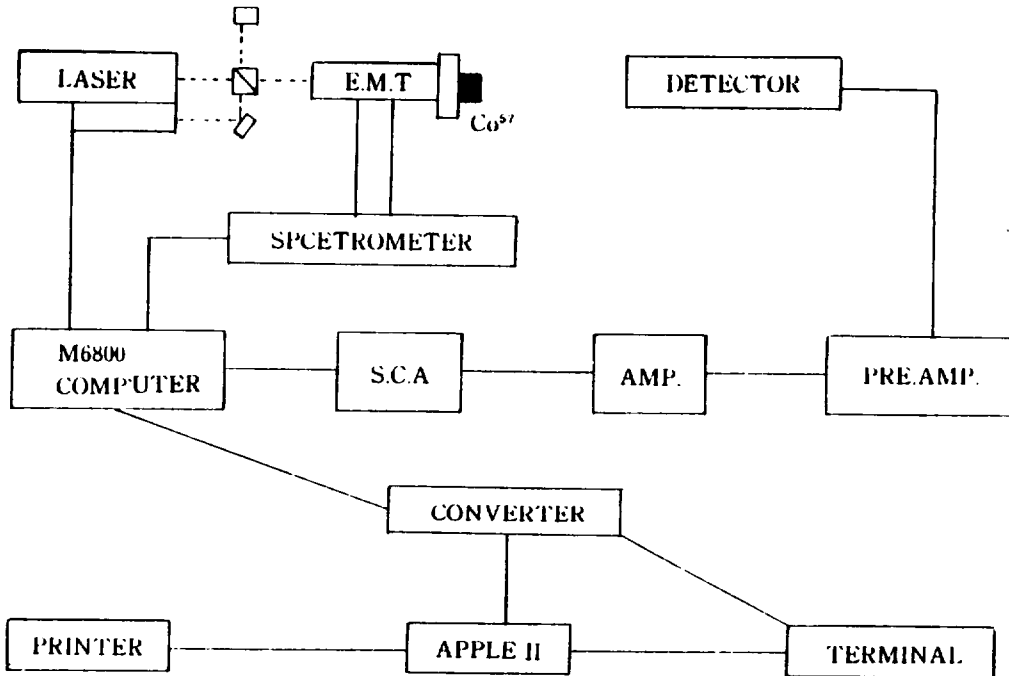 LASER
E.M.T
DETECTOR
Co⁵⁷
SPCETROMETER
M6800
COMPUTER
S.C.A
AMP.
PRE.AMP.
CONVERTER
PRINTER
APPLE II
TERMINAL